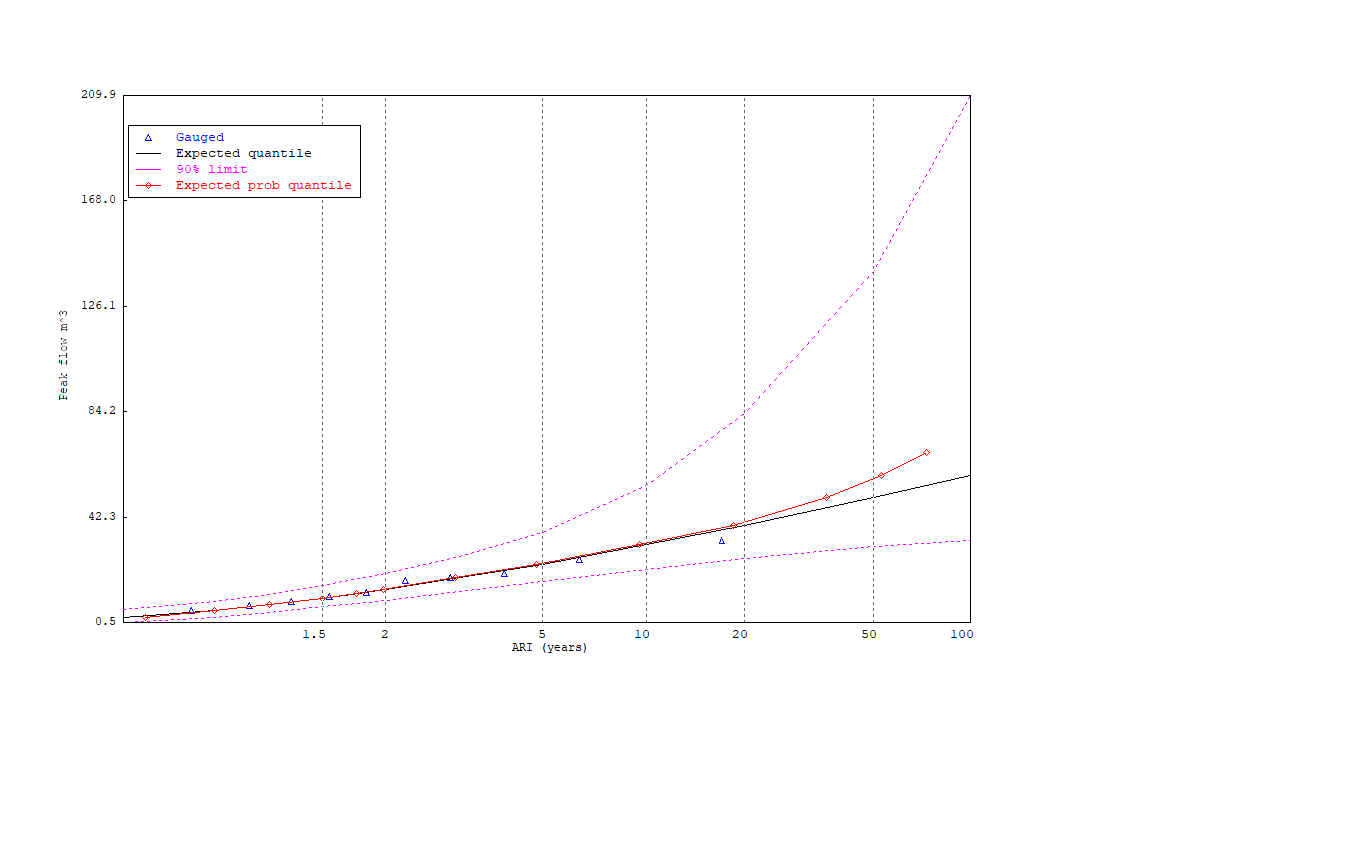 209.9
Gauged
Expected quantile
90% limit
Expected prob quantile
168.0
126.1
Peak flow m^3
84.2
42.3
0.5
1.5 2 5 10 20 50 100
ARI (years)